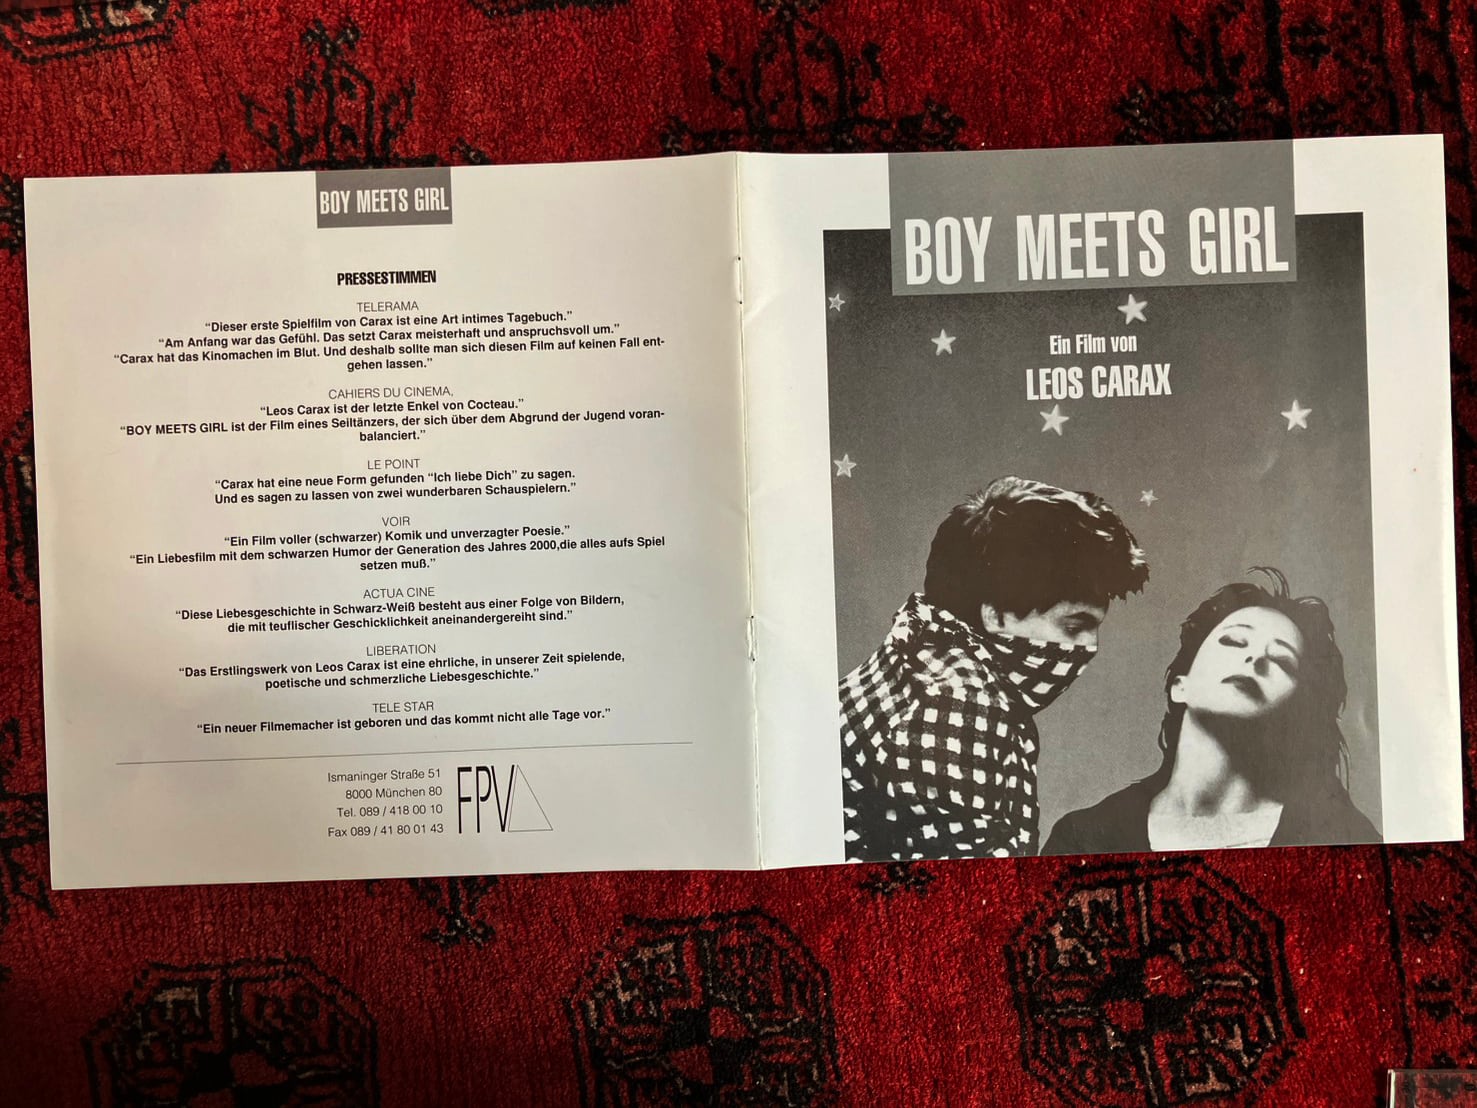 BOY MEETS GIRL
PRESSESTIMMEN
TELERAMA
“Dieser erste Spielfilm von Carax ist eine Art intimes Tagebuch.”
“Am Anfang war das Gefühl. Das setzt Carax meisterhaft und anspruchsvoll um.”
“Carax hat das Kinomachen im Blut. Und deshalb sollte man sich diesen Film auf keinen Fall ent-
gehen lassen.”
CAHIERS DU CINEMA,
“Leos Carax ist der letzte Enkel von Cocteau.”
“BOY MEETS GIRL ist der Film eines Seiltänzers, der sich über dem Abgrund der Jugend voran-
balanciert.”
LE POINT
“Carax hat eine neue Form gefunden “Ich liebe Dich” zu sagen.
Und es sagen zu lassen von zwei wunderbaren Schauspielern.”
VOIR
“Ein Film voller (schwarzer) Komik und unverzagter Poesie.”
“Ein Liebesfilm mit dem schwarzen Humor der Generation des Jahres 2000,die alles aufs Spiel
setzen muß.”
ACTUA CINE
“Diese Liebesgeschichte in Schwarz-Weiß besteht aus einer Folge von Bildern,
die mit teuflischer Geschicklichkeit aneinandergereiht sind.”
LIBERATION
“Das Erstlingswerk von Leos Carax ist eine ehrliche, in unserer Zeit spielende,
poetische und schmerzliche Liebesgeschichte.”
TELE STAR
“Ein neuer Filmemacher ist geboren und das kommt nicht alle Tage vor.”
Ismaninger Straße 51
8000 München 80
Tel. 089 / 418 00 10
Fax 089 / 41 80 01 43
FPV
BOY MEETS GIRL
Ein Film von
LEOS CARAX